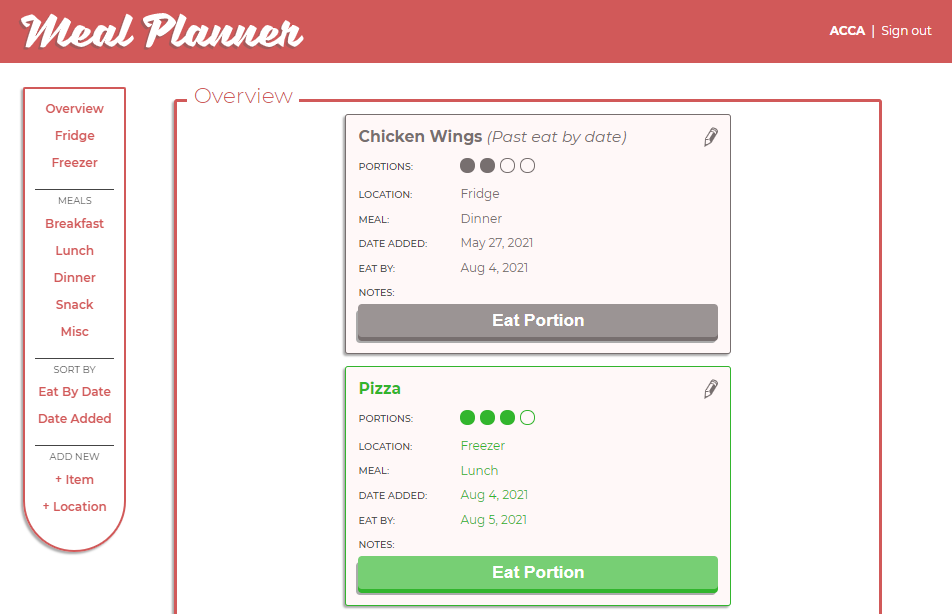 Meal Planner
ACCA | Sign out
Overview
Fridge
Freezer
MEALS
Breakfast
Lunch
Dinner
Snack
Misc
SORT BY
Eat By Date
Date Added
ADD NEW
+ Item
+ Location
Overview
Chicken Wings (Past eat by date)
PORTIONS:
LOCATION: Fridge
MEAL: Dinner
DATE ADDED: May 27, 2021
EAT BY: Aug 4, 2021
NOTES:
Eat Portion
Pizza
PORTIONS:
LOCATION: Freezer
MEAL: Lunch
DATE ADDED: Aug 4, 2021
EAT BY: Aug 5, 2021
NOTES:
Eat Portion